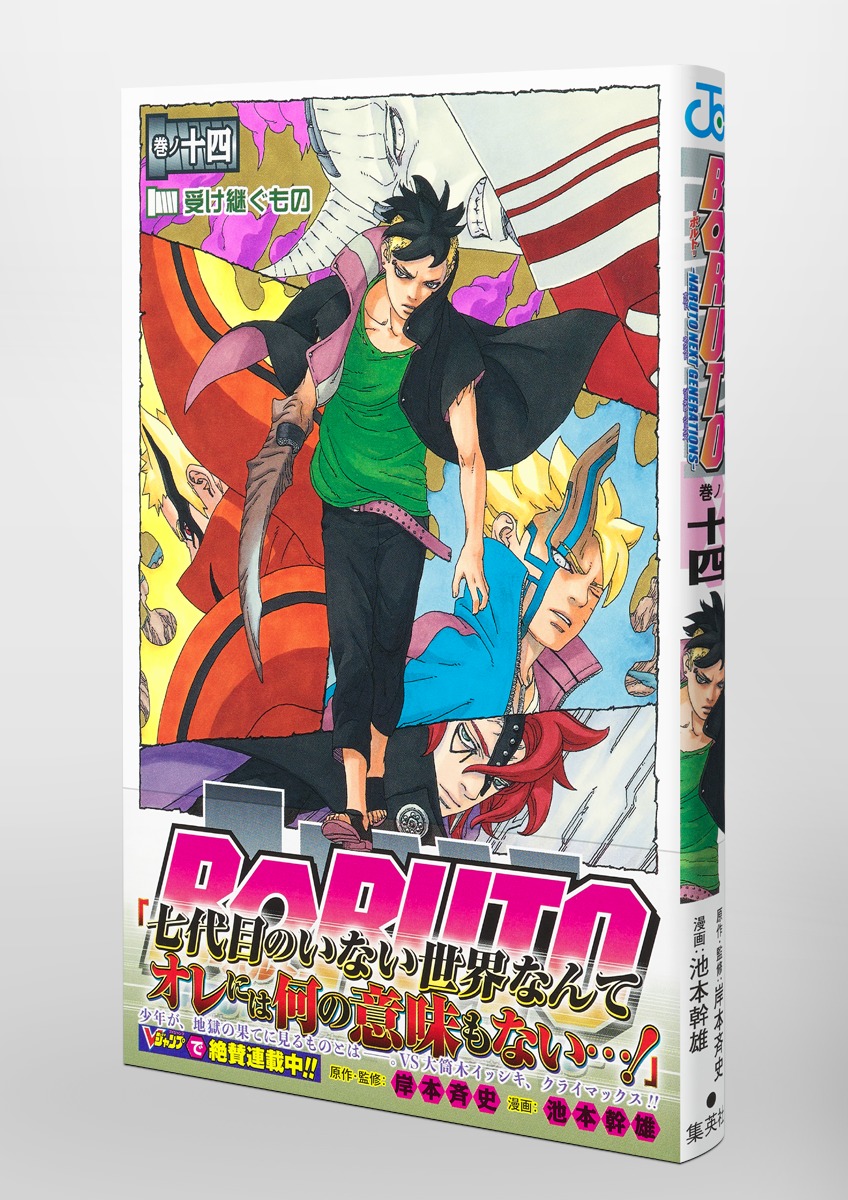 巻ノ十四
受け継ぐもの
BORUTO
「七代目のいない世界なんて
オレには何の意味もない…!」
少年が、地獄の果てに見るものとは――。VS大筒木イッシキ、クライマックス!!
Vジャンプで絶賛連載中!!
原作・監修:岸本斉史 漫画:池本幹雄
BORUTO
-ボルト-
-NARUTO NEXT GENERATIONS-
巻ノ
十四
原作・監修:岸本斉史
漫画:池本幹雄
集英社